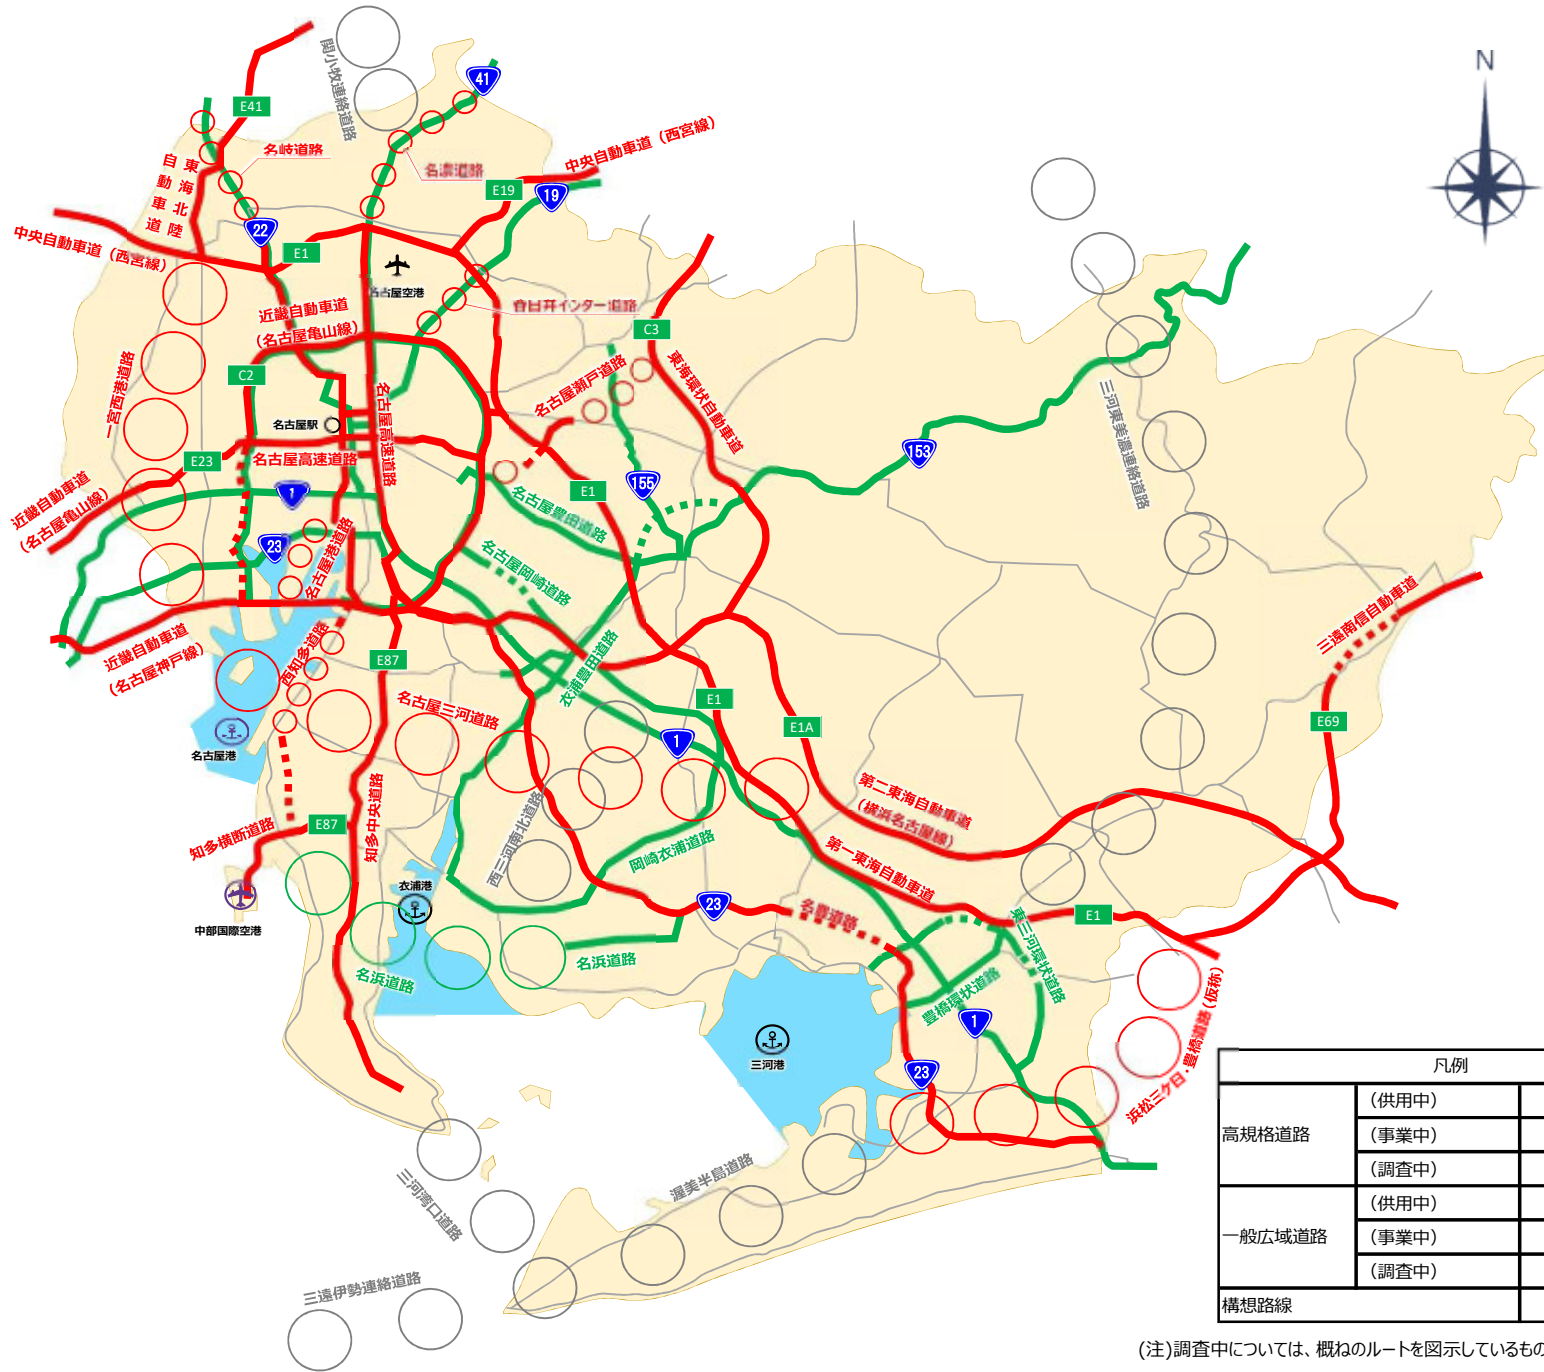 N
関小牧連絡道路
41
E41
名岐道路
名濃道路
中央自動車道（西宮線）
東海北陸
自動車道
E19
19
22
中央自動車道（西宮線）
E1
名古屋空港
近畿自動車道
（名古屋亀山線）
春日井インター道路
C3
C2
一宮西港道路
名古屋高速道路
名古屋瀬戸道路
東海環状自動車道
三河東美濃連絡道路
名古屋駅
E23
名古屋高速道路
153
近畿自動車道
（名古屋亀山線）
1
E1
155
名古屋豊田道路
23
名古屋港道路
名古屋岡崎道路
三遠南信自動車道
近畿自動車道
（名古屋神戸線）
西知多道路
E87
衣浦豊田道路
名古屋三河道路
E1
E1A
E69
名古屋港
1
知多横断道路
E87
知多中央道路
西三河南北道路
第二東海自動車道
（横浜名古屋線）
岡崎衣浦道路
第一東海自動車道
衣浦港
中部国際空港
23
名豊道路
E1
東三河環状道路
名浜道路
名浜道路
豊橋環状道路
1
浜松三ケ日・豊橋道路（仮称）
三河港
23
三河湾口道路
渥美半島道路
三遠伊勢連絡道路
凡例
高規格道路
（供用中）
（事業中）
（調査中）
一般広域道路
（供用中）
（事業中）
（調査中）
構想路線
(注)調査中については、概ねのルートを図示しているもの